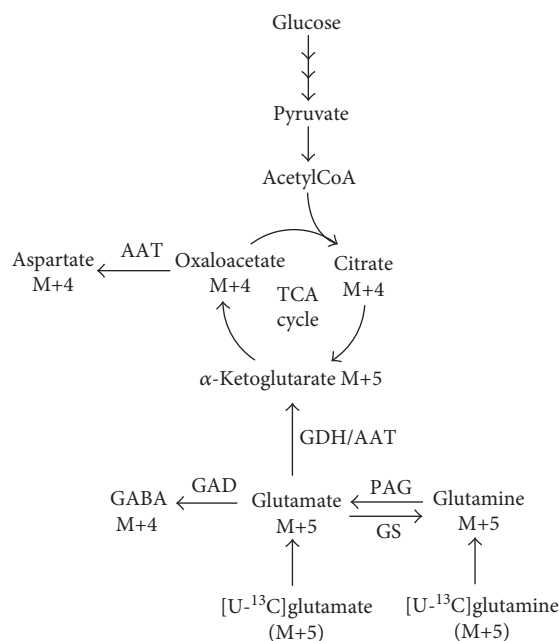 Glucose
Pyruvate
AcetylCoA
AAT
Aspartate
M+4
Oxaloacetate
M+4
Citrate
M+4
TCA
cycle
α-Ketoglutarate M+5
GDH/AAT
GABA
M+4
GAD
Glutamate
M+5
PAG
GS
Glutamine
M+5
[U-¹³C]glutamate
(M+5)
[U-¹³C]glutamine
(M+5)